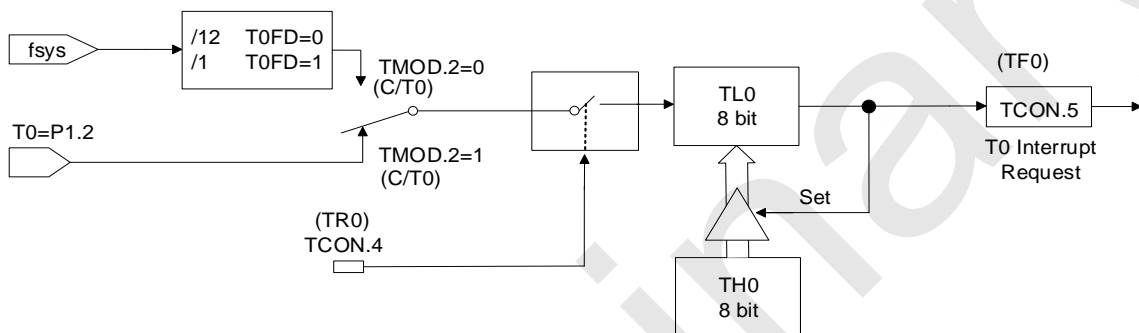 fsys
/12 T0FD=0
/1 T0FD=1
TMOD.2=0
(C/T0)
T0=P1.2
TMOD.2=1
(C/T0)
(TR0)
TCON.4
TL0
8 bit
Set
TH0
8 bit
(TF0)
TCON.5
T0 Interrupt
Request
inar